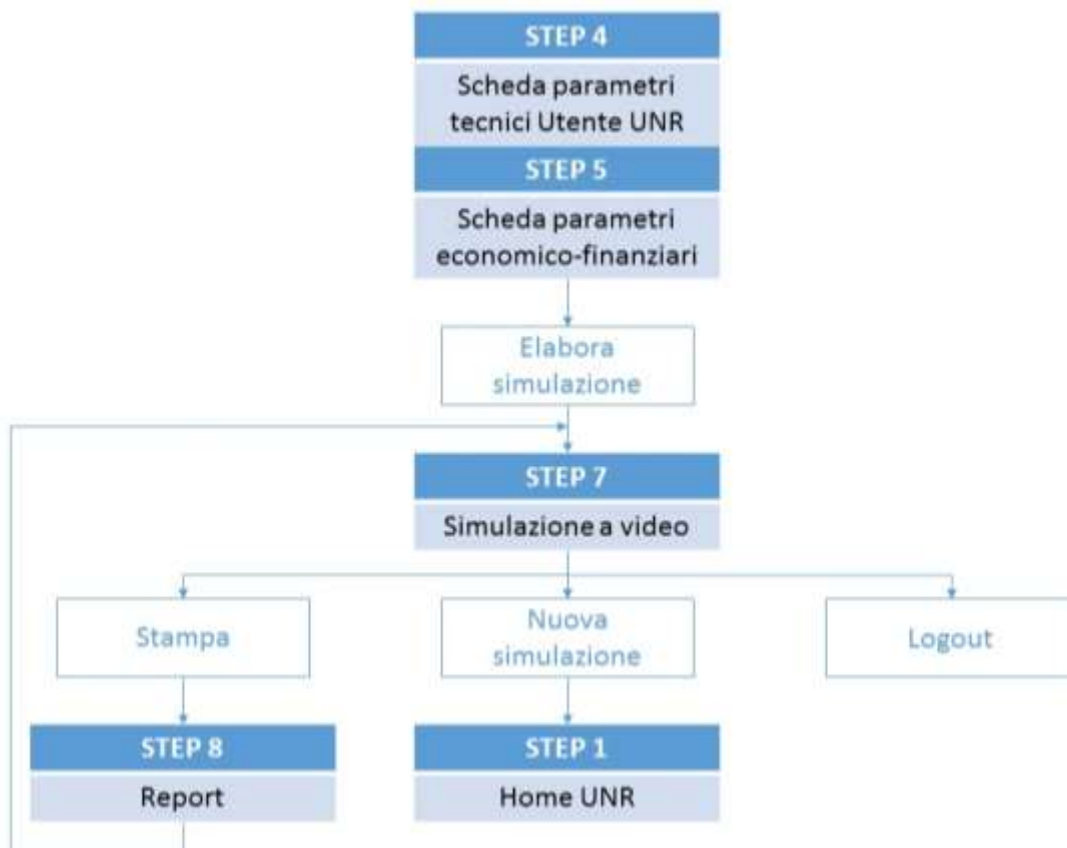 STEP 4
Scheda parametri
tecnici Utente UNR
STEP 5
Scheda parametri
economico-finanziari
Elabora
simulazione
STEP 7
Simulazione a video
Stampa
Nuova
simulazione
Logout
STEP 8
Report
STEP 1
Home UNR